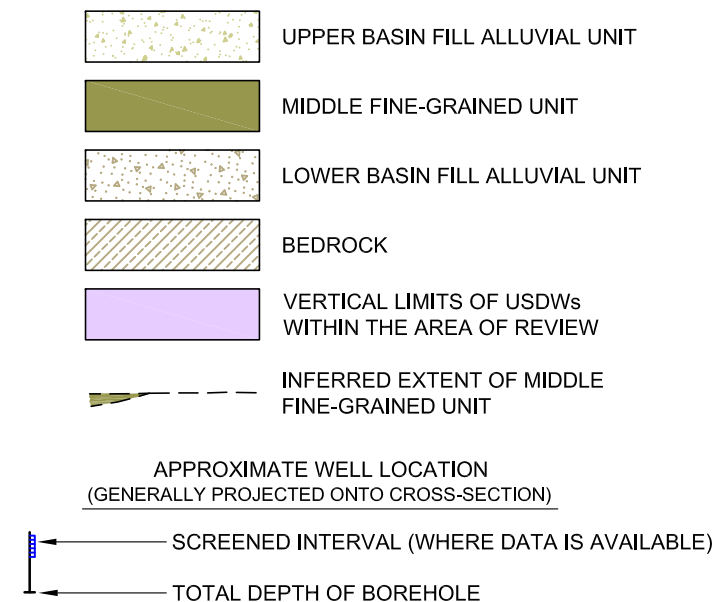 UPPER BASIN FILL ALLUVIAL UNIT
MIDDLE FINE-GRAINED UNIT
LOWER BASIN FILL ALLUVIAL UNIT
BEDROCK
VERTICAL LIMITS OF USDWs
WITHIN THE AREA OF REVIEW
INFERRED EXTENT OF MIDDLE
FINE-GRAINED UNIT
APPROXIMATE WELL LOCATION
(GENERALLY PROJECTED ONTO CROSS-SECTION)
SCREENED INTERVAL (WHERE DATA IS AVAILABLE)
TOTAL DEPTH OF BOREHOLE